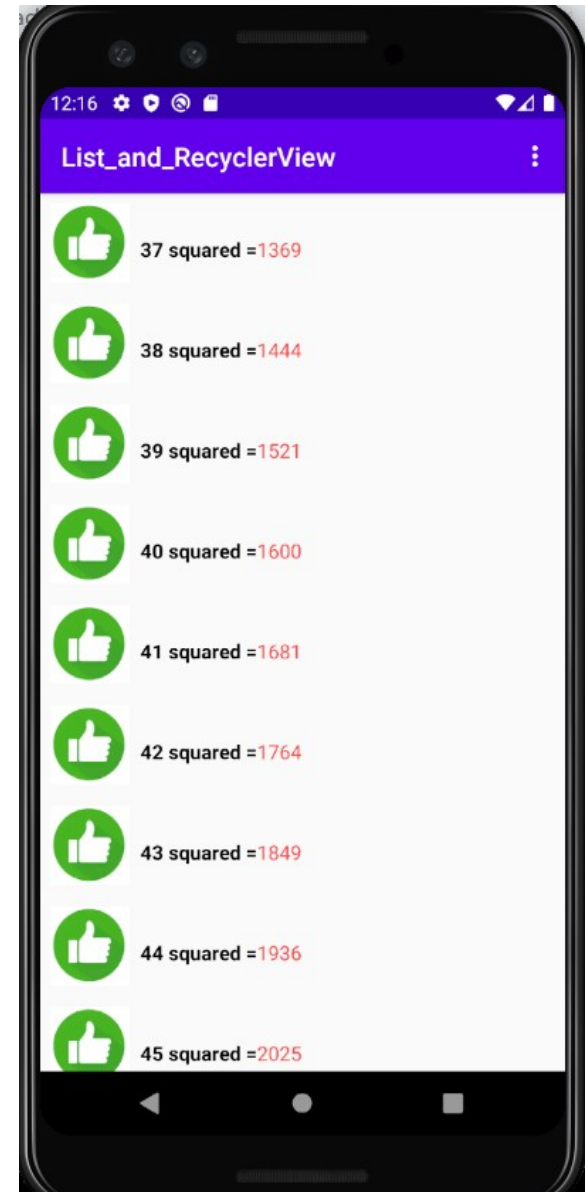 12:16
List_and_RecyclerView
37 squared =1369
38 squared =1444
39 squared =1521
40 squared =1600
41 squared =1681
42 squared =1764
43 squared =1849
44 squared =1936
45 squared =2025